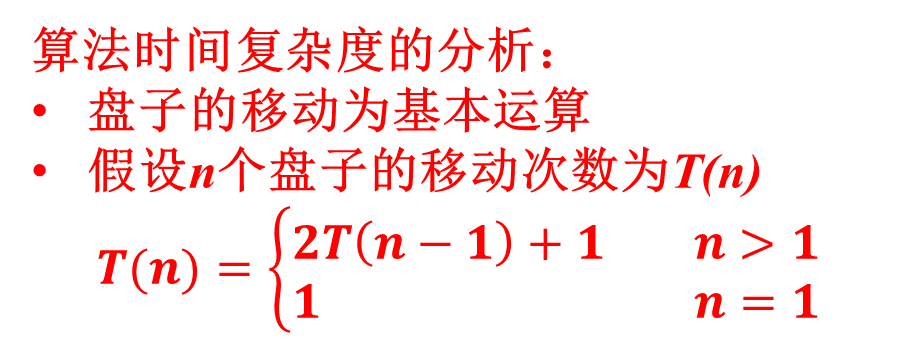 算法时间复杂度的分析：
• 盘子的移动为基本运算
• 假设n个盘子的移动次数为T(n)
T(n) = { 2T(n − 1) + 1 n > 1
1 n = 1